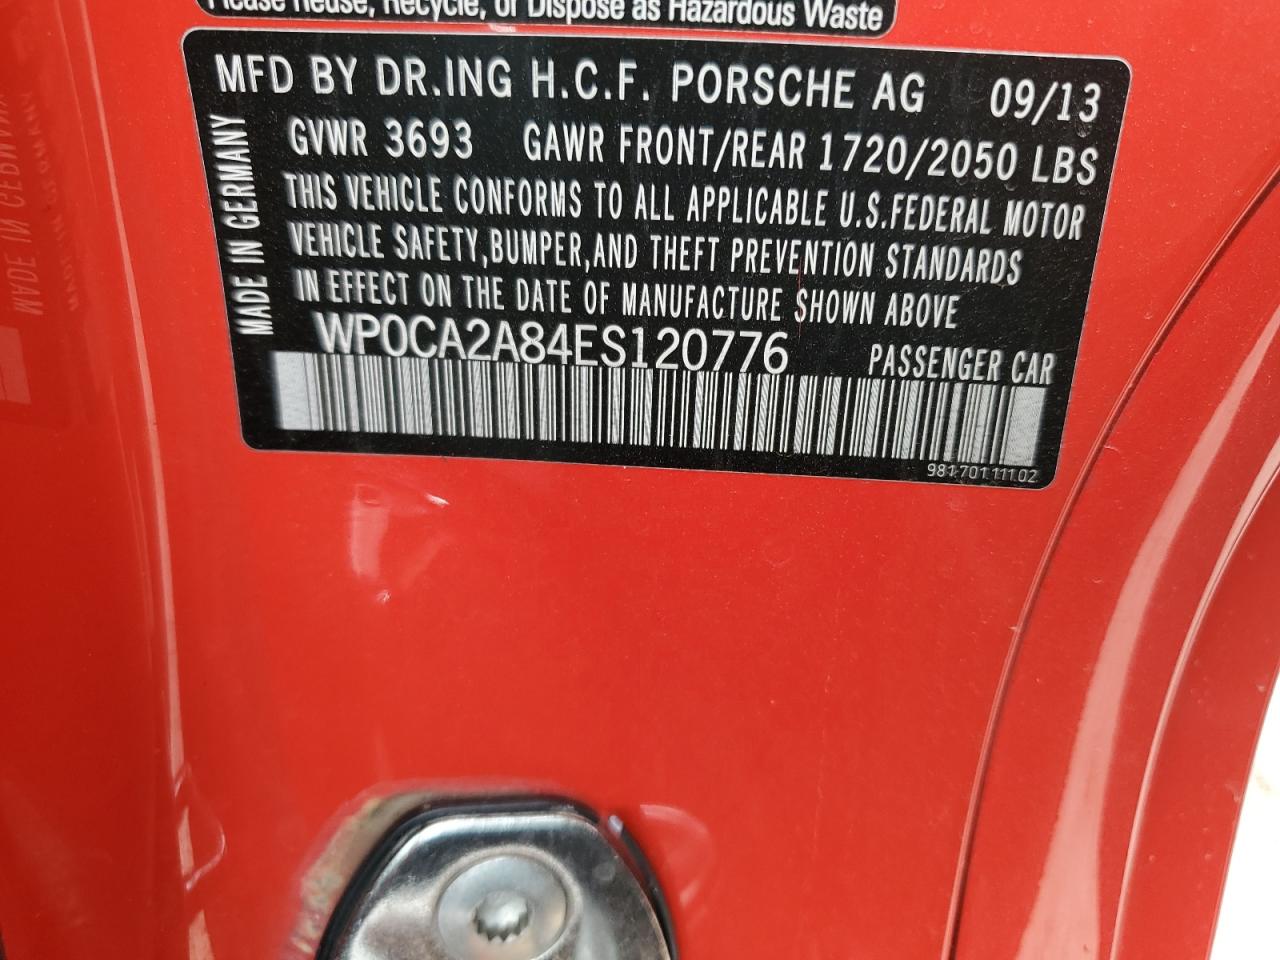 Please Reuse, Recycle, or Dispose as Hazardous Waste
MFD BY DR.ING H.C.F. PORSCHE AG 09/13
GVWR 3693 GAWR FRONT/REAR 1720/2050 LBS
THIS VEHICLE CONFORMS TO ALL APPLICABLE U.S.FEDERAL MOTOR
VEHICLE SAFETY,BUMPER,AND THEFT PREVENTION STANDARDS
IN EFFECT ON THE DATE OF MANUFACTURE SHOWN ABOVE
MADE IN GERMANY
WP0CA2A84ES120776 PASSENGER CAR
981.701.111.02